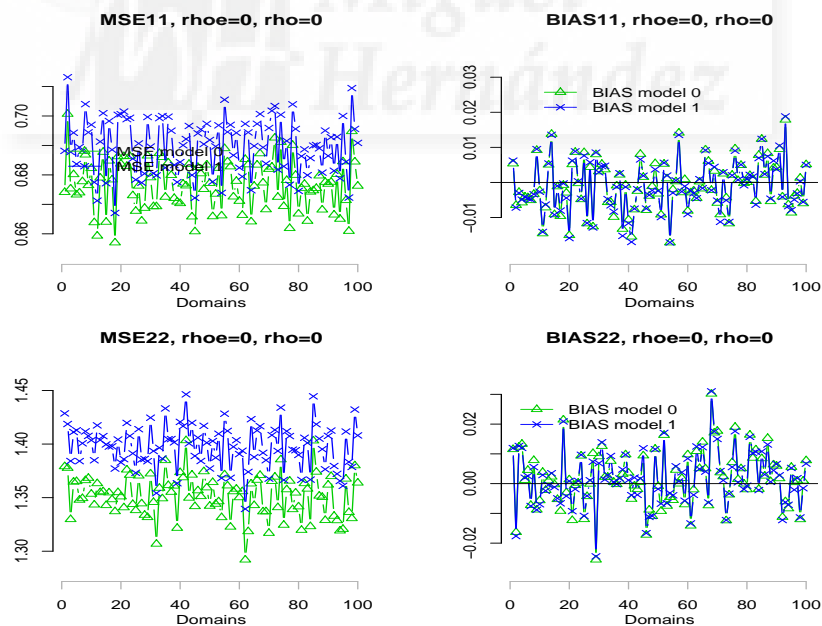 Miguel
Hernández
MSE11, rhoe=0, rho=0
0.70
0.68
0.66
MSE model 0
MSE model 1
0 20 40 60 80 100
Domains
BIAS11, rhoe=0, rho=0
0.03
0.02
0.01
-0.01
BIAS model 0
BIAS model 1
0 20 40 60 80 100
Domains
MSE22, rhoe=0, rho=0
1.45
1.40
1.35
1.30
0 20 40 60 80 100
Domains
BIAS22, rhoe=0, rho=0
0.02
0.00
-0.02
BIAS model 0
BIAS model 1
0 20 40 60 80 100
Domains